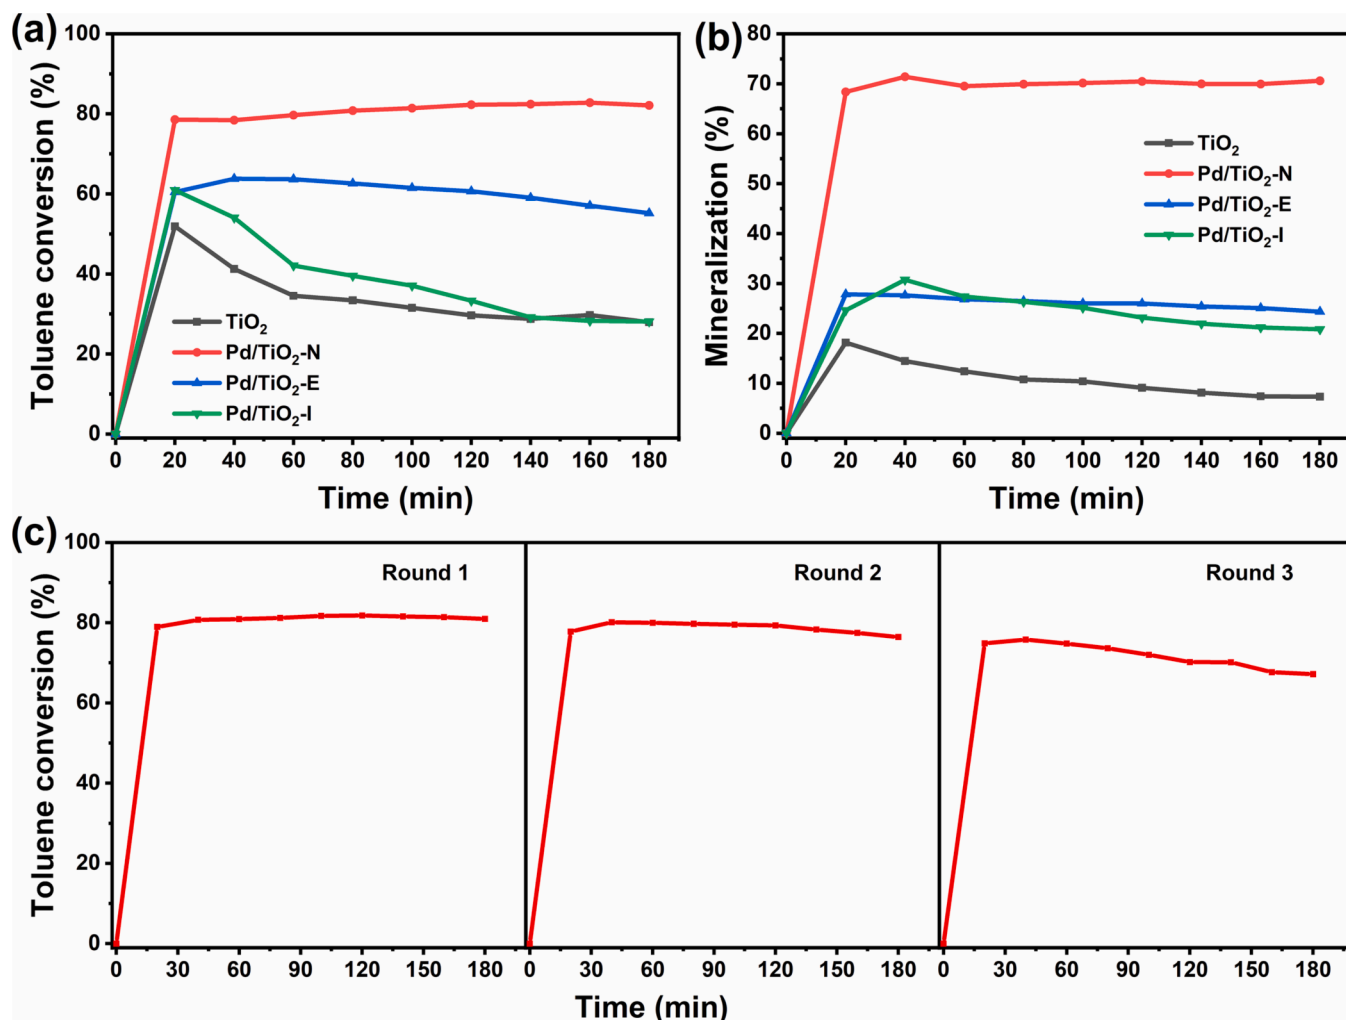 (a)
Toluene conversion (%)
100
80
60
40
20
0
TiO₂
Pd/TiO₂-N
Pd/TiO₂-E
Pd/TiO₂-I
0 20 40 60 80 100 120 140 160 180
Time (min)
(b)
Mineralization (%)
80
70
60
50
40
30
20
10
0
TiO₂
Pd/TiO₂-N
Pd/TiO₂-E
Pd/TiO₂-I
0 20 40 60 80 100 120 140 160 180
Time (min)
(c)
Toluene conversion (%)
100
80
60
40
20
0
Round 1
Round 2
Round 3
0 30 60 90 120 150 180 0 30 60 90 120 150 180 0 30 60 90 120 150 180
Time (min)